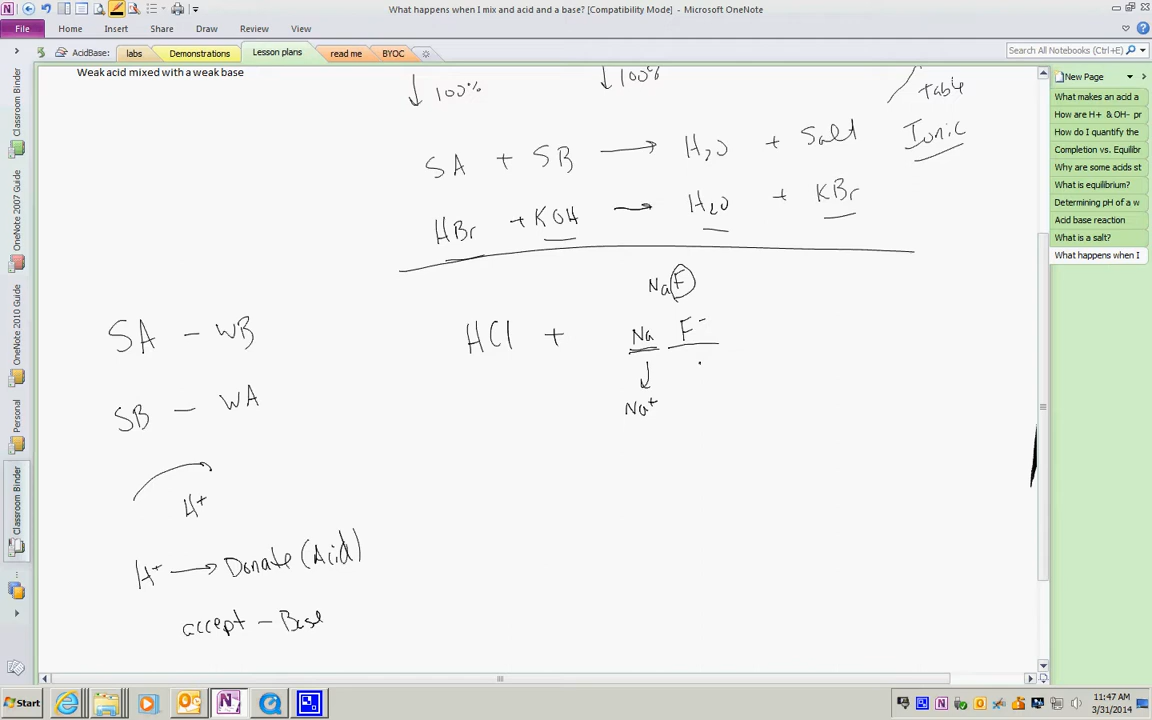 What happens when I mix and acid and a base? [Compatibility Mode] - Microsoft OneNote
File Home Insert Share Draw Review View
AcidBase: labs Demonstrations Lesson plans read me BYOC
Search All Notebooks (Ctrl+E)
Weak acid mixed with a weak base
New Page
What makes an acid a
How are H+ & OH- pr
How do I quantify the
Completion vs. Equilibr
Why are some acids st
What is equilibrium?
Determining pH of a w
Acid base reaction
What is a salt?
What happens when I
Classroom Binder
OneNote 2007 Guide
OneNote 2010 Guide
Personal
Classroom Binder
↓ 100% ↓ 100% table
Ionic
SA + SB → H2O + Salt
HBr + KOH → H2O + KBr
NaF
SA - WB
HCl + Na F-
↓
Na+
SB - WA
H+
H+ → Donate (Acid)
accept - Base
Start
11:47 AM
3/31/2014